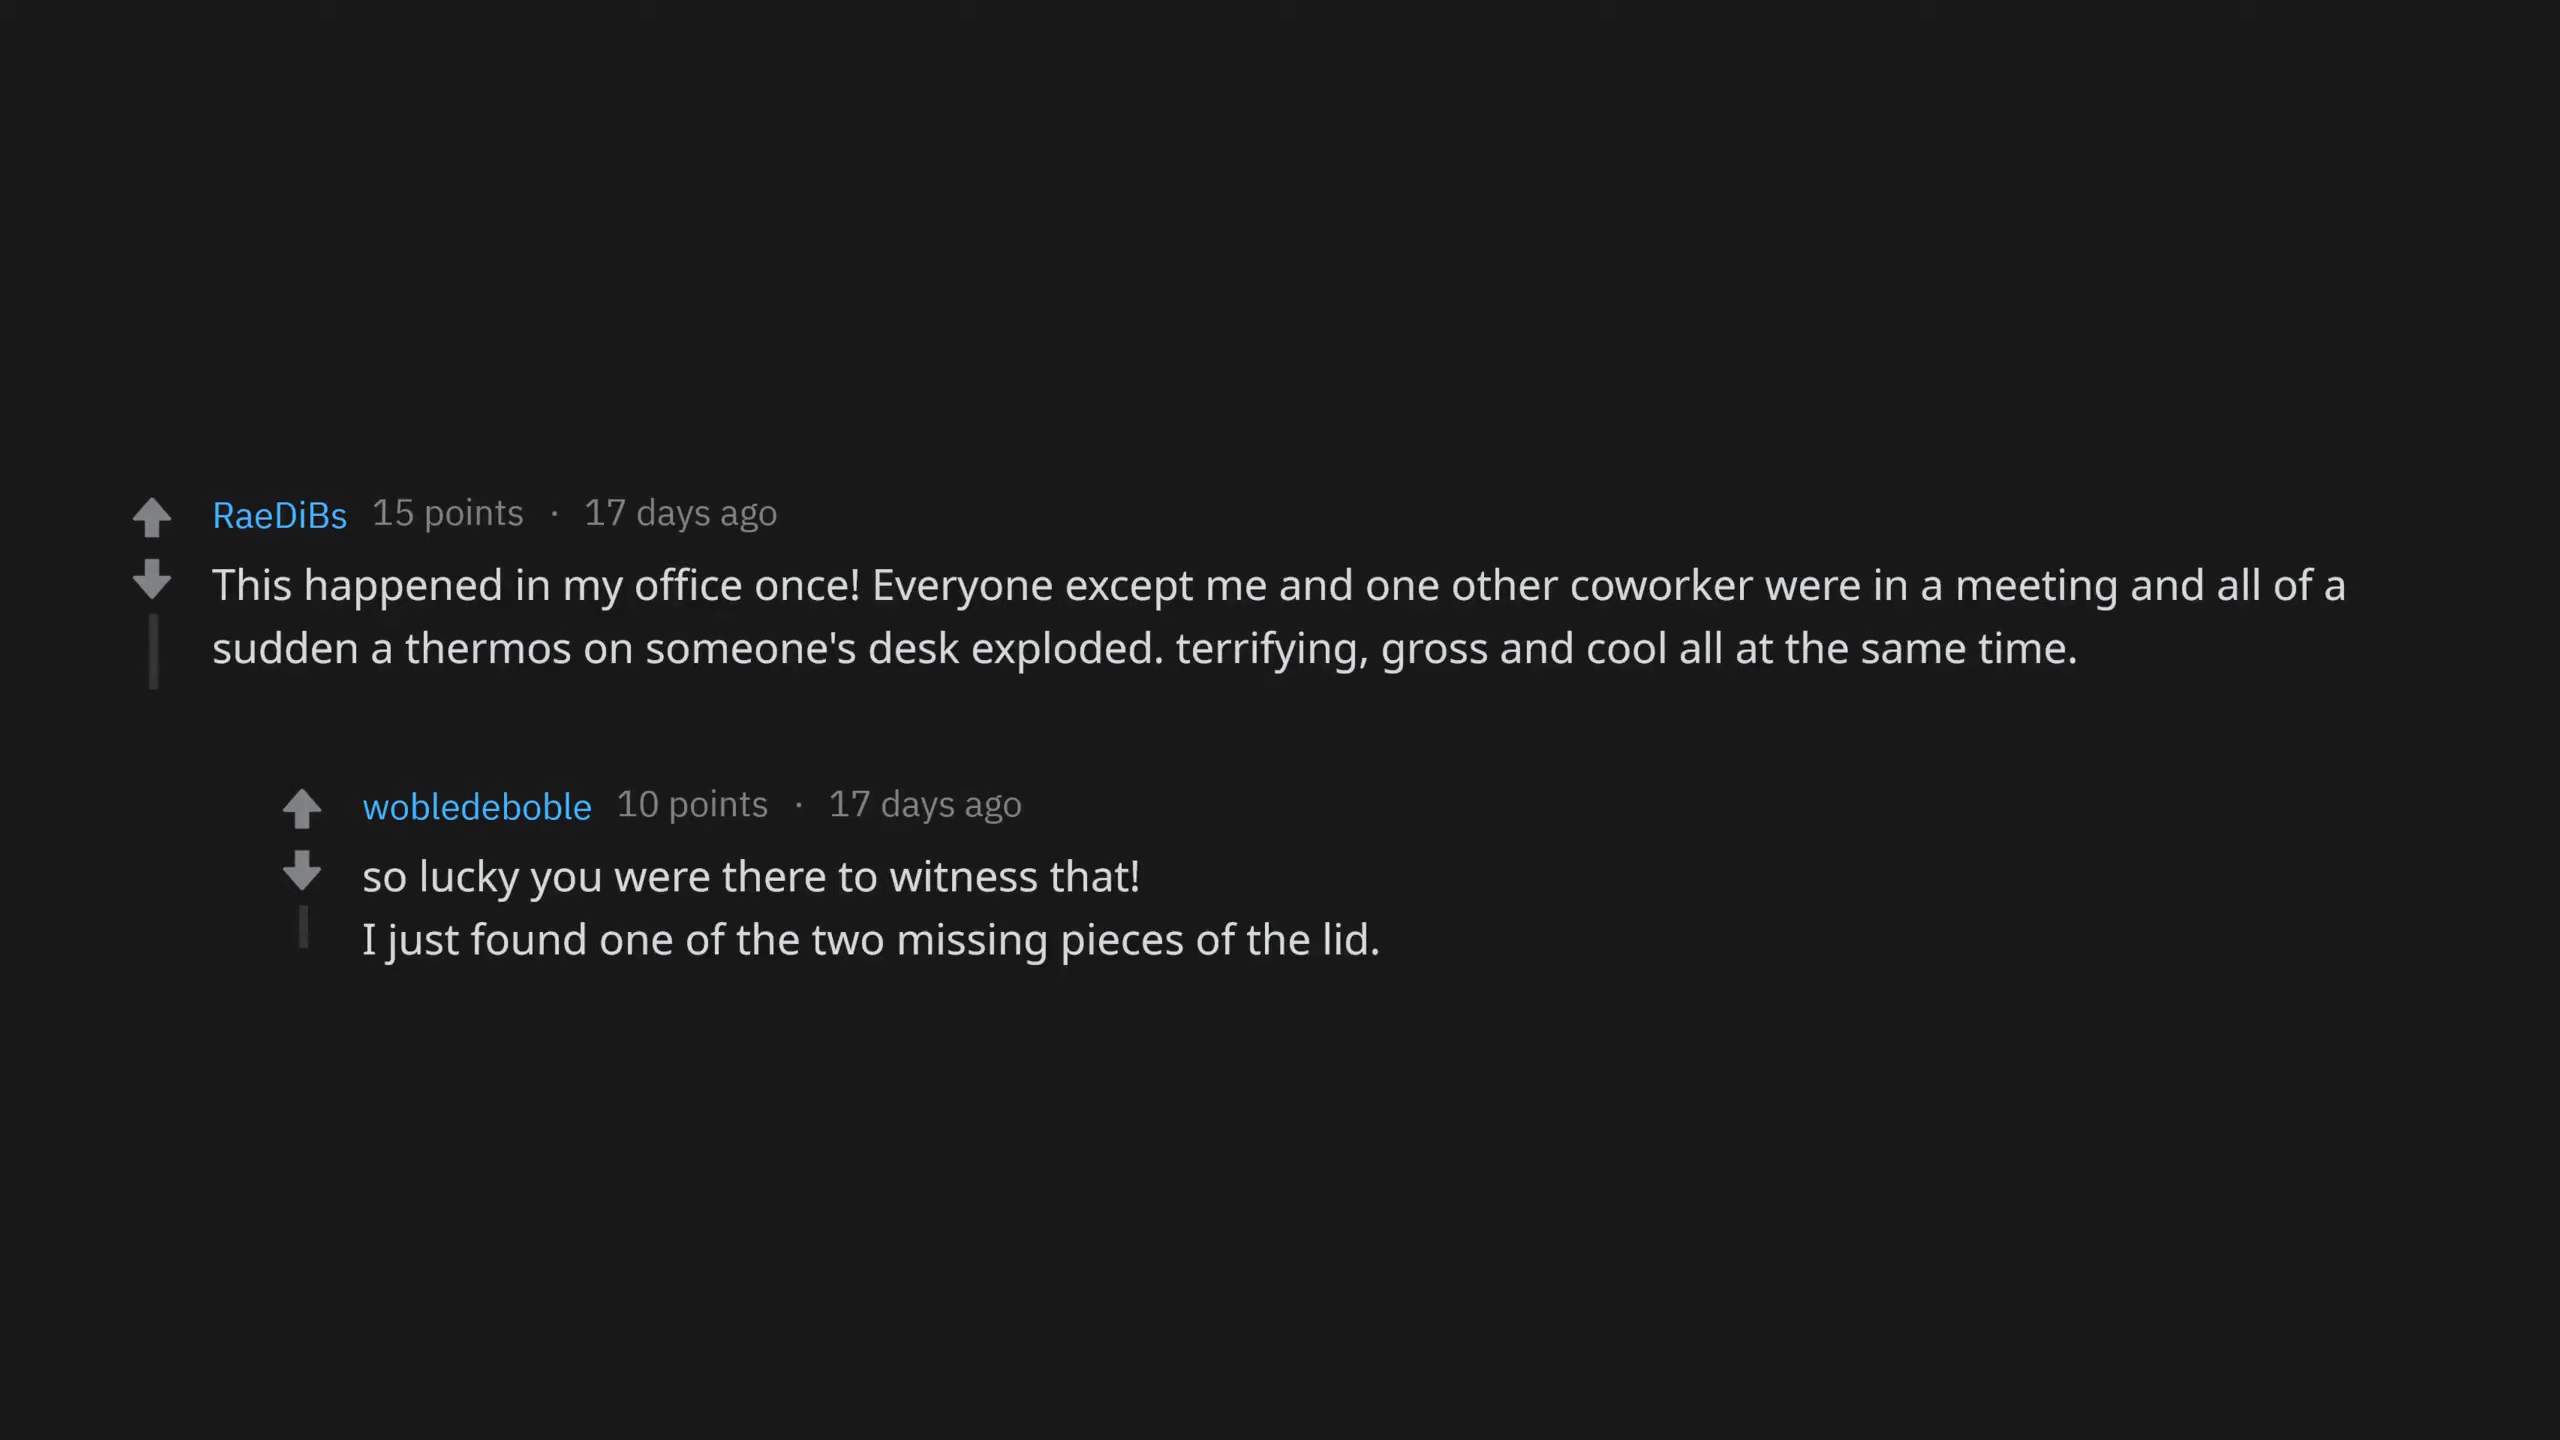 RaeDiBs 15 points · 17 days ago
This happened in my office once! Everyone except me and one other coworker were in a meeting and all of a
sudden a thermos on someone's desk exploded. terrifying, gross and cool all at the same time.
wobledeboble 10 points · 17 days ago
so lucky you were there to witness that!
I just found one of the two missing pieces of the lid.